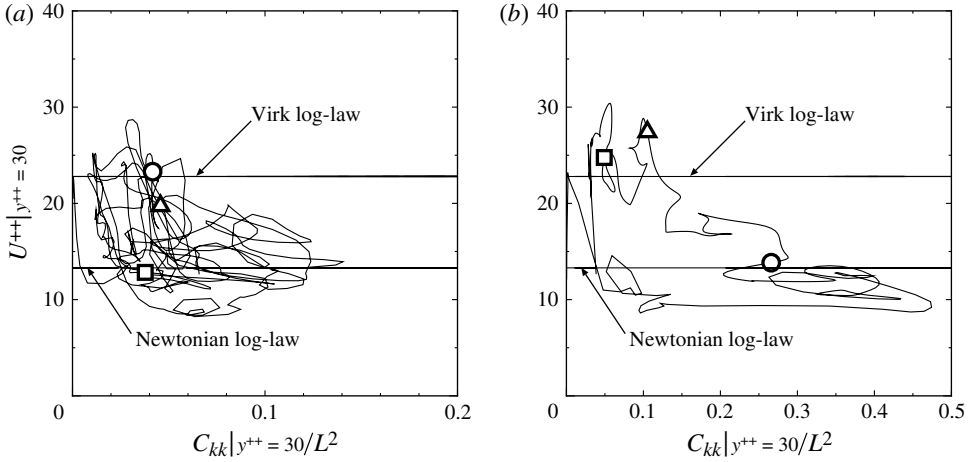 (a)
40
30
20
10
0
0.1
0.2
U⁺⁺|y⁺⁺ = 30
Virk log-law
Newtonian log-law
Cₖₖ|y⁺⁺ = 30/L²
(b)
40
30
20
10
0
0.1
0.2
0.3
0.4
0.5
Virk log-law
Newtonian log-law
Cₖₖ|y⁺⁺ = 30/L²